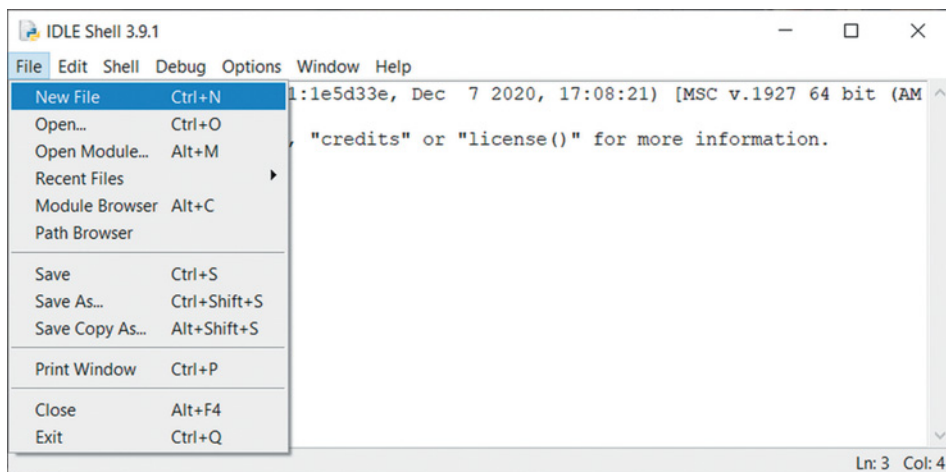 IDLE Shell 3.9.1
File Edit Shell Debug Options Window Help
New File Ctrl+N
1:1e5d33e, Dec 7 2020, 17:08:21) [MSC v.1927 64 bit (AM
Open... Ctrl+O
, "credits" or "license()" for more information.
Open Module... Alt+M
Recent Files
Module Browser Alt+C
Path Browser
Save Ctrl+S
Save As... Ctrl+Shift+S
Save Copy As... Alt+Shift+S
Print Window Ctrl+P
Close Alt+F4
Exit Ctrl+Q
Ln: 3 Col: 4